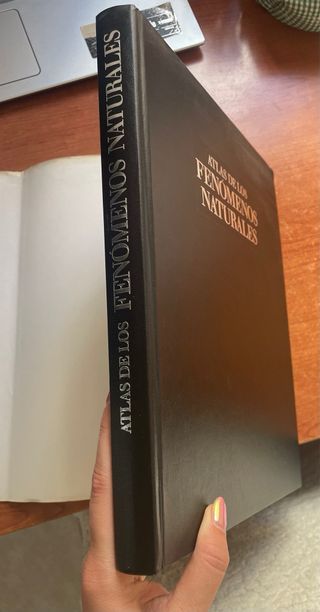 ATLAS DE LOS FENÓMENOS NATURALES
ATLAS DE LOS
FENÓMENOS
NATURALES